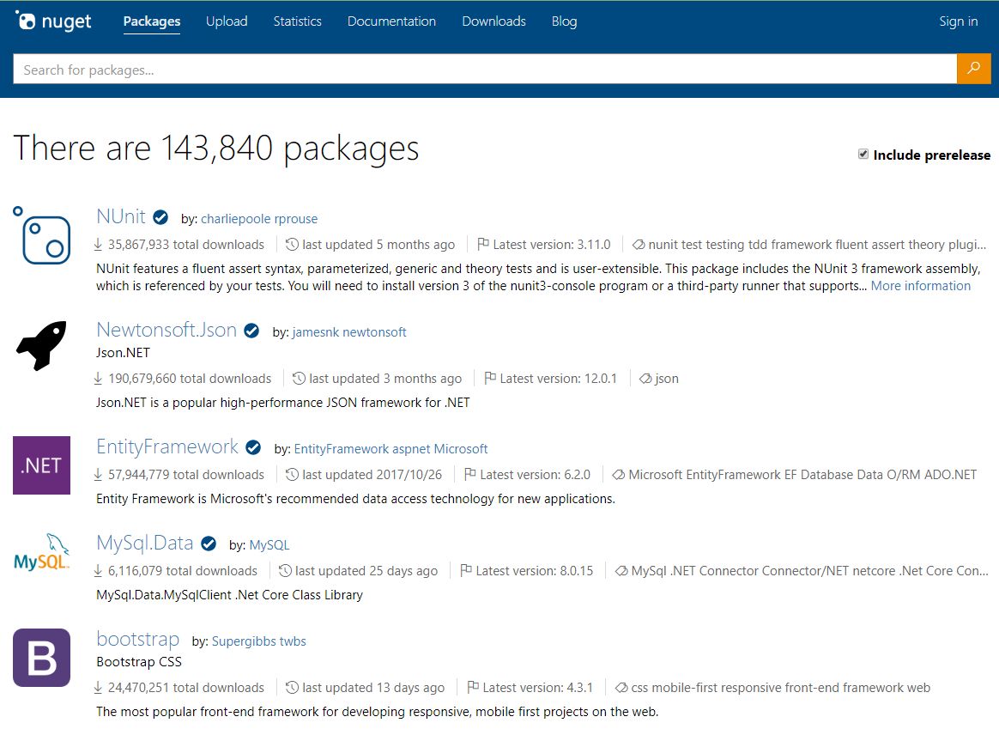 nuget Packages Upload Statistics Documentation Downloads Blog Sign in
Search for packages...
There are 143,840 packages
Include prerelease
NUnit by: charliepoole rprouse
35,867,933 total downloads last updated 5 months ago Latest version: 3.11.0 nunit test testing tdd framework fluent assert theory plugi...
NUnit features a fluent assert syntax, parameterized, generic and theory tests and is user-extensible. This package includes the NUnit 3 framework assembly,
which is referenced by your tests. You will need to install version 3 of the nunit3-console program or a third-party runner that supports... More information
Newtonsoft.Json by: jamesnk newtonsoft
Json.NET
190,679,660 total downloads last updated 3 months ago Latest version: 12.0.1 json
Json.NET is a popular high-performance JSON framework for .NET
.NET
EntityFramework by: EntityFramework aspnet Microsoft
57,944,779 total downloads last updated 2017/10/26 Latest version: 6.2.0 Microsoft EntityFramework EF Database Data O/RM ADO.NET
Entity Framework is Microsoft's recommended data access technology for new applications.
MySQL
MySql.Data by: MySQL
6,116,079 total downloads last updated 25 days ago Latest version: 8.0.15 MySql .NET Connector Connector/NET netcore .Net Core Con...
MySql.Data.MySqlClient .Net Core Class Library
B
bootstrap by: Supergibbs twbs
Bootstrap CSS
24,470,251 total downloads last updated 13 days ago Latest version: 4.3.1 css mobile-first responsive front-end framework web
The most popular front-end framework for developing responsive, mobile first projects on the web.